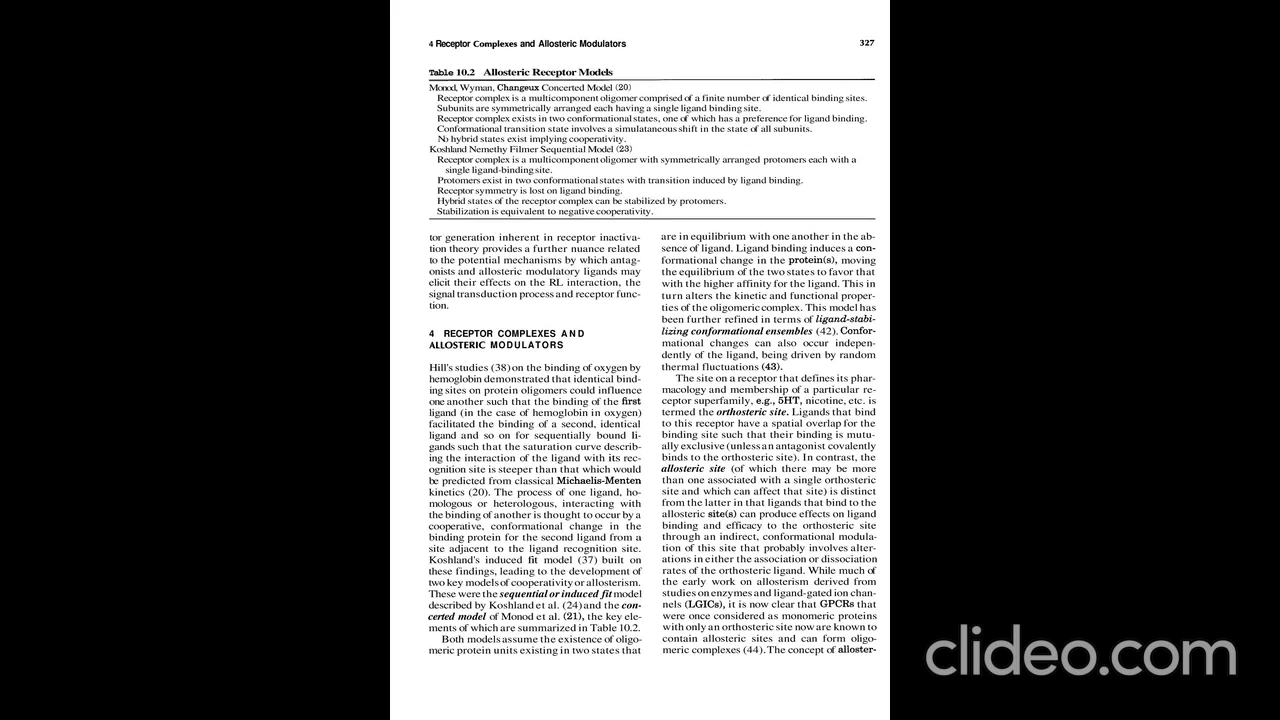 4 Receptor Complexes and Allosteric Modulators 327
Table 10.2 Allosteric Receptor Models
Monod, Wyman, Changeux Concerted Model (20)
Receptor complex is a multicomponent oligomer comprised of a finite number of identical binding sites.
Subunits are symmetrically arranged each having a single ligand binding site.
Receptor complex exists in two conformational states, one of which has a preference for ligand binding.
Conformational transition state involves a simulataneous shift in the state of all subunits.
No hybrid states exist implying cooperativity.
Koshland Nemethy Filmer Sequential Model (23)
Receptor complex is a multicomponent oligomer with symmetrically arranged protomers each with a
single ligand-binding site.
Protomers exist in two conformational states with transition induced by ligand binding.
Receptor symmetry is lost on ligand binding.
Hybrid states of the receptor complex can be stabilized by protomers.
Stabilization is equivalent to negative cooperativity.
tor generation inherent in receptor inactiva-
tion theory provides a further nuance related
to the potential mechanisms by which antag-
onists and allosteric modulatory ligands may
elicit their effects on the RL interaction, the
signal transduction process and receptor func-
tion.
4 RECEPTOR COMPLEXES AND
ALLOSTERIC MODULATORS
Hill's studies (38) on the binding of oxygen by
hemoglobin demonstrated that identical bind-
ing sites on protein oligomers could influence
one another such that the binding of the first
ligand (in the case of hemoglobin in oxygen)
facilitated the binding of a second, identical
ligand and so on for sequentially bound li-
gands such that the saturation curve describ-
ing the interaction of the ligand with its rec-
ognition site is steeper than that which would
be predicted from classical Michaelis-Menten
kinetics (20). The process of one ligand, ho-
mologous or heterologous, interacting with
the binding of another is thought to occur by a
cooperative, conformational change in the
binding protein for the second ligand from a
site adjacent to the ligand recognition site.
Koshland's induced fit model (37) built on
these findings, leading to the development of
two key models of cooperativity or allosterism.
These were the sequential or induced fit model
described by Koshland et al. (24) and the con-
certed model of Monod et al. (21), the key ele-
ments of which are summarized in Table 10.2.
Both models assume the existence of oligo-
meric protein units existing in two states that
are in equilibrium with one another in the ab-
sence of ligand. Ligand binding induces a con-
formational change in the protein(s), moving
the equilibrium of the two states to favor that
with the higher affinity for the ligand. This in
turn alters the kinetic and functional proper-
ties of the oligomeric complex. This model has
been further refined in terms of ligand-stabi-
lizing conformational ensembles (42). Confor-
mational changes can also occur indepen-
dently of the ligand, being driven by random
thermal fluctuations (43).
The site on a receptor that defines its phar-
macology and membership of a particular re-
ceptor superfamily, e.g., 5HT, nicotine, etc. is
termed the orthosteric site. Ligands that bind
to this receptor have a spatial overlap for the
binding site such that their binding is mutu-
ally exclusive (unless an antagonist covalently
binds to the orthosteric site). In contrast, the
allosteric site (of which there may be more
than one associated with a single orthosteric
site and which can affect that site) is distinct
from the latter in that ligands that bind to the
allosteric site(s) can produce effects on ligand
binding and efficacy to the orthosteric site
through an indirect, conformational modula-
tion of this site that probably involves alter-
ations in either the association or dissociation
rates of the orthosteric ligand. While much of
the early work on allosterism derived from
studies on enzymes and ligand-gated ion chan-
nels (LGICs), it is now clear that GPCRs that
were once considered as monomeric proteins
with only an orthosteric site now are known to
contain allosteric sites and can form oligo-
meric complexes (44). The concept of alloster-
clideo.com